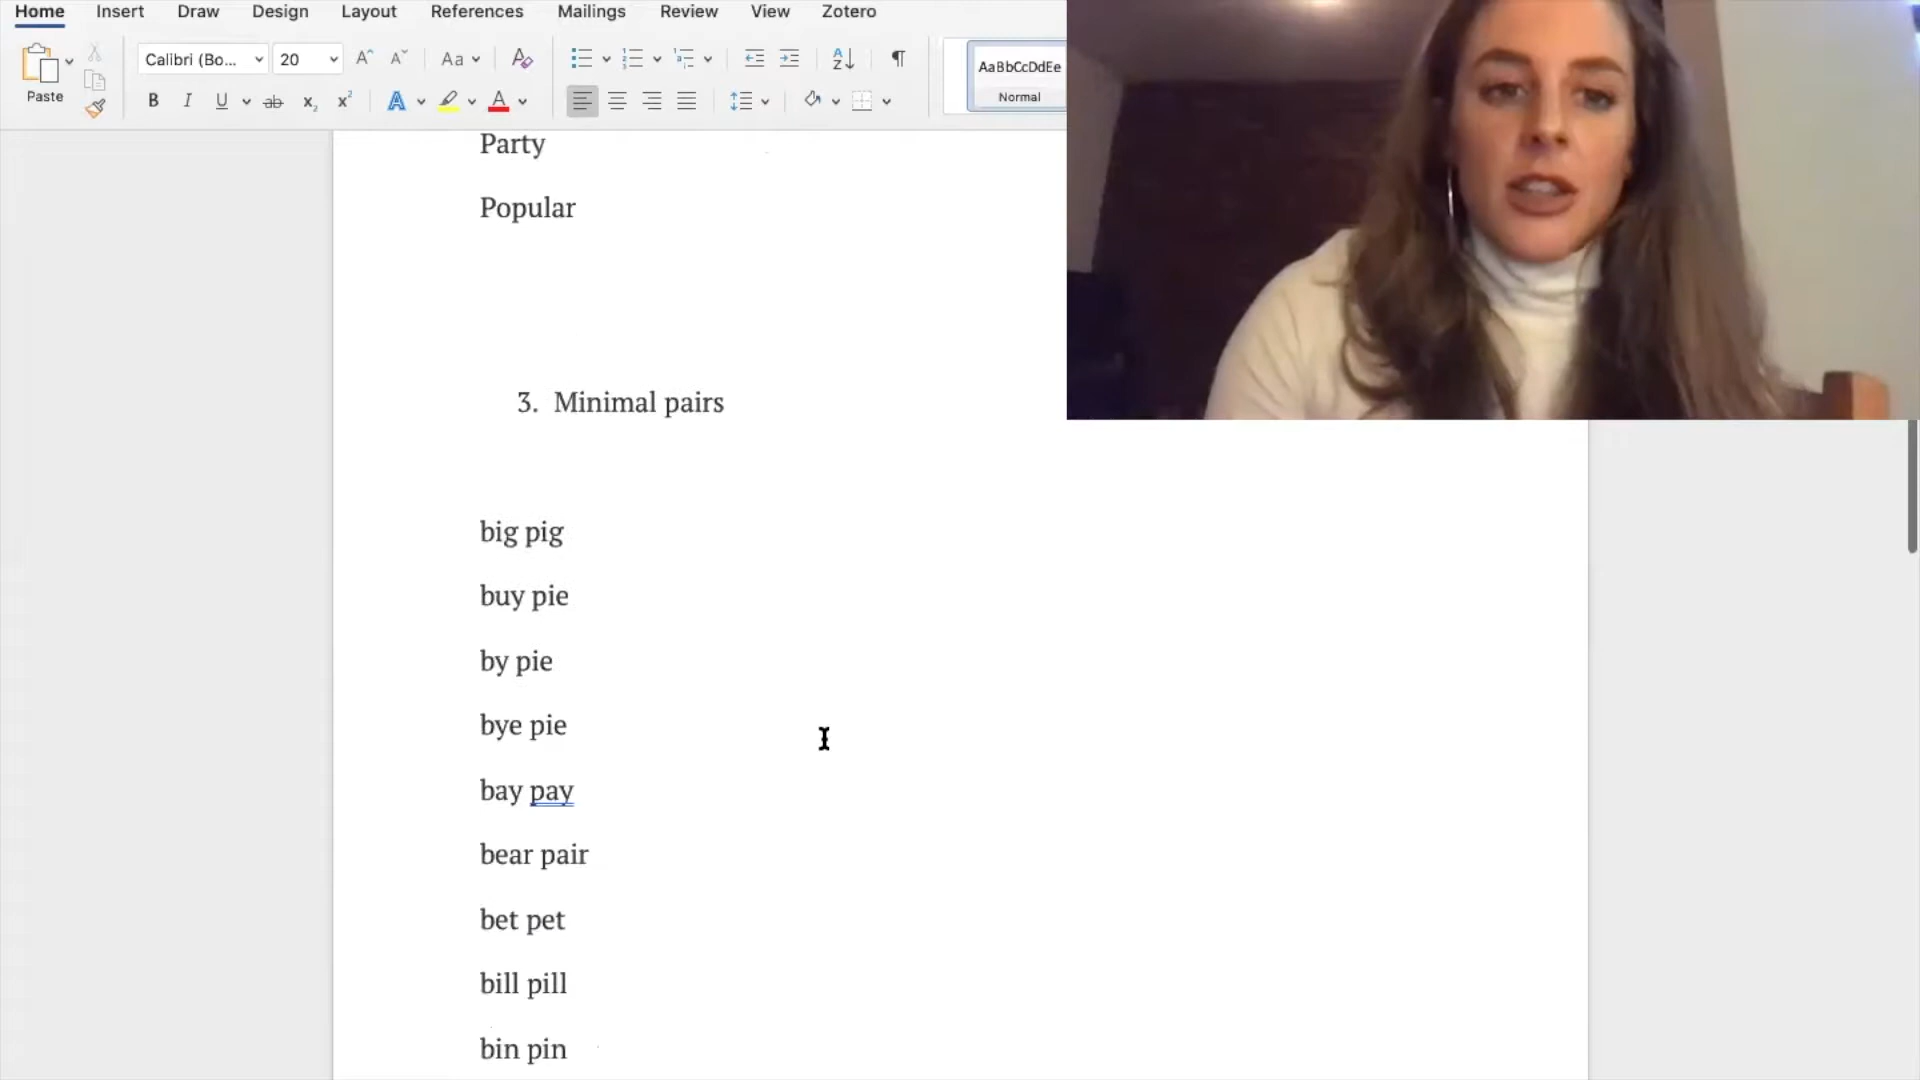 Home Insert Draw Design Layout References Mailings Review View Zotero
Paste
Calibri (Bo... 20
Aa
AaBbCcDdEe
Normal
Party
Popular
3. Minimal pairs
big pig
buy pie
by pie
bye pie
bay pay
bear pair
bet pet
bill pill
bin pin